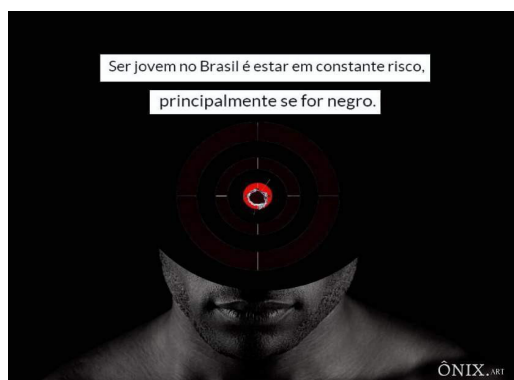 Ser jovem no Brasil é estar em constante risco,
principalmente se for negro.
ÔNIX.ART